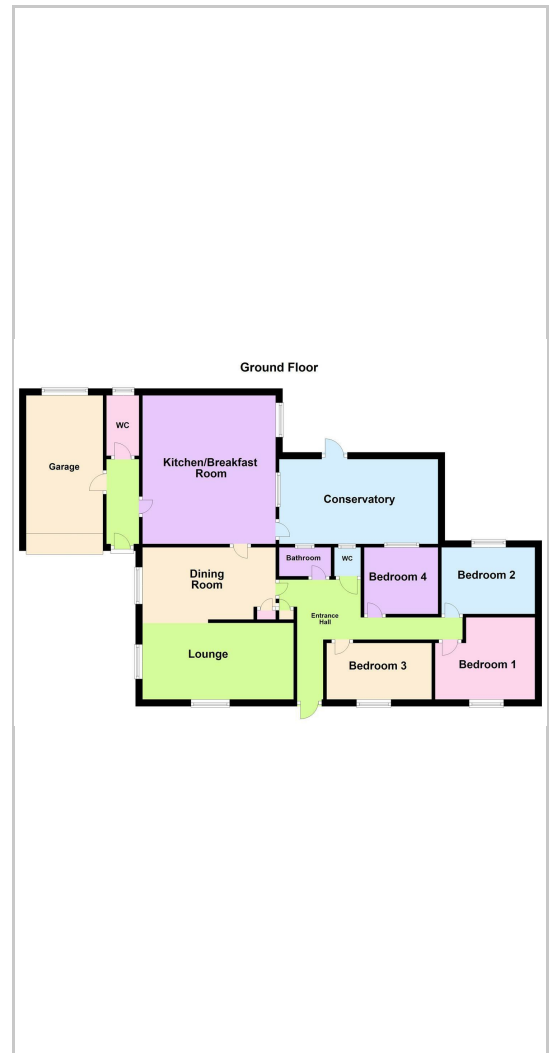 Ground Floor
WC
Garage
Kitchen/Breakfast
Room
Conservatory
Bathroom
WC
Dining
Room
Bedroom 4
Bedroom 2
Entrance
Hall
Lounge
Bedroom 3
Bedroom 1